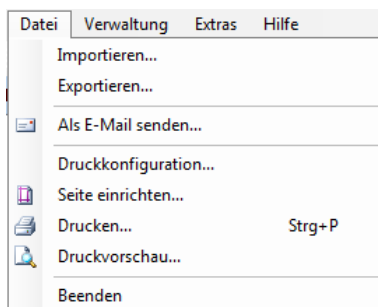 Datei Verwaltung Extras Hilfe
Importieren...
Exportieren...
Als E-Mail senden...
Druckkonfiguration...
Seite einrichten...
Drucken... Strg+P
Druckvorschau...
Beenden